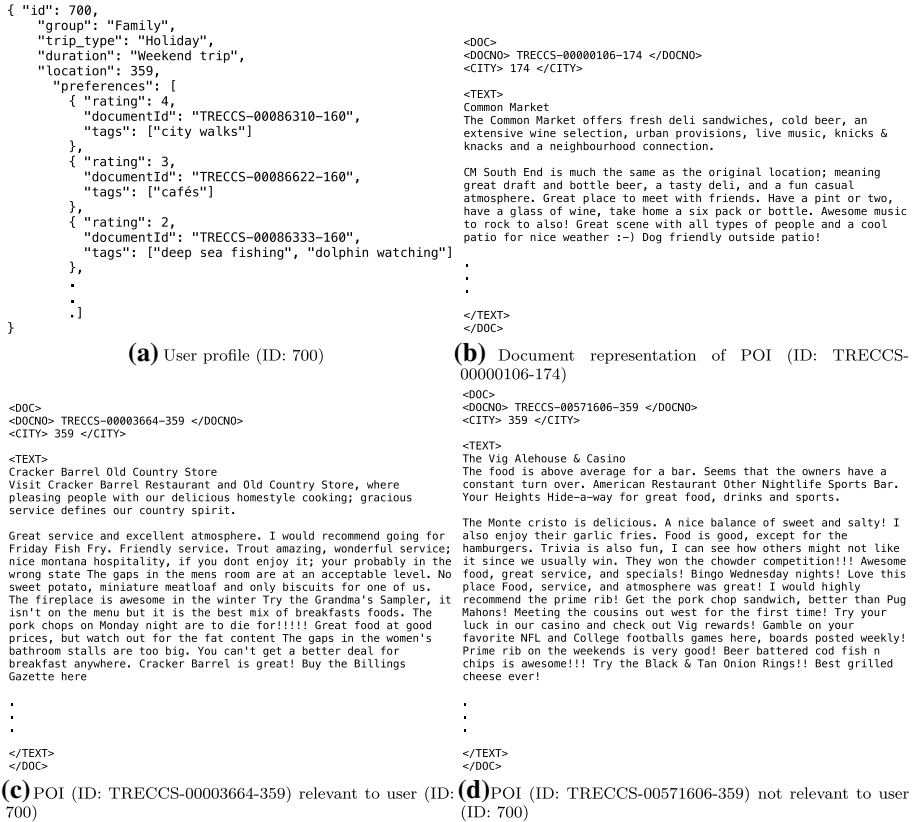 { "id": 700,
"group": "Family",
"trip_type": "Holiday",
"duration": "Weekend trip",
"location": 359,
"preferences": [
{ "rating": 4,
"documentId": "TRECCS-00086310-160",
"tags": ["city walks"]
},
{ "rating": 3,
"documentId": "TRECCS-00086622-160",
"tags": ["cafés"]
},
{ "rating": 2,
"documentId": "TRECCS-00086333-160",
"tags": ["deep sea fishing", "dolphin watching"]
},
.
.
.]
}
(a) User profile (ID: 700)
<DOC>
<DOCNO> TRECCS-00000106-174 </DOCNO>
<CITY> 174 </CITY>
<TEXT>
Common Market
The Common Market offers fresh deli sandwiches, cold beer, an
extensive wine selection, urban provisions, live music, knicks &
knacks and a neighbourhood connection.
CM South End is much the same as the original location; meaning
great draft and bottle beer, a tasty deli, and a fun casual
atmosphere. Great place to meet with friends. Have a pint or two,
have a glass of wine, take home a six pack or bottle. Awesome music
to rock to also! Great scene with all types of people and a cool
patio for nice weather :-) Dog friendly outside patio!
.
.
.
</TEXT>
</DOC>
(b) Document representation of POI (ID: TRECCS-
00000106-174)
<DOC>
<DOCNO> TRECCS-00003664-359 </DOCNO>
<CITY> 359 </CITY>
<TEXT>
Cracker Barrel Old Country Store
Visit Cracker Barrel Restaurant and Old Country Store, where
pleasing people with our delicious homestyle cooking; gracious
service defines our country spirit.
Great service and excellent atmosphere. I would recommend going for
Friday Fish Fry. Friendly service. Trout amazing, wonderful service;
nice montana hospitality, if you dont enjoy it; your probably in the
wrong state The gaps in the mens room are at an acceptable level. No
sweet potato, miniature meatloaf and only biscuits for one of us.
The fireplace is awesome in the winter Try the Grandma's Sampler, it
isn't on the menu but it is the best mix of breakfasts foods. The
pork chops on Monday night are to die for!!!!! Great food at good
prices, but watch out for the fat content The gaps in the women's
bathroom stalls are too big. You can't get a better deal for
breakfast anywhere. Cracker Barrel is great! Buy the Billings
Gazette here
.
.
.
</TEXT>
</DOC>
(c) POI (ID: TRECCS-00003664-359) relevant to user (ID:
700)
<DOC>
<DOCNO> TRECCS-00571606-359 </DOCNO>
<CITY> 359 </CITY>
<TEXT>
The Vig Alehouse & Casino
The food is above average for a bar. Seems that the owners have a
constant turn over. American Restaurant Other Nightlife Sports Bar.
Your Heights Hide-a-way for great food, drinks and sports.
The Monte cristo is delicious. A nice balance of sweet and salty! I
also enjoy their garlic fries. Food is good, except for the
hamburgers. Trivia is also fun, I can see how others might not like
it since we usually win. They won the chowder competition!!! Awesome
food, great service, and specials! Bingo Wednesday nights! Love this
place Food, service, and atmosphere was great! I would highly
recommend the prime rib! Get the pork chop sandwich, better than Pug
Mahons! Meeting the cousins out west for the first time! Try your
luck in our casino and check out Vig rewards! Gamble on your
favorite NFL and College footballs games here, boards posted weekly!
Prime rib on the weekends is very good! Beer battered cod fish n
chips is awesome!!! Try the Black & Tan Onion Rings!! Best grilled
cheese ever!
.
.
.
</TEXT>
</DOC>
(d) POI (ID: TRECCS-00571606-359) not relevant to user
(ID: 700)